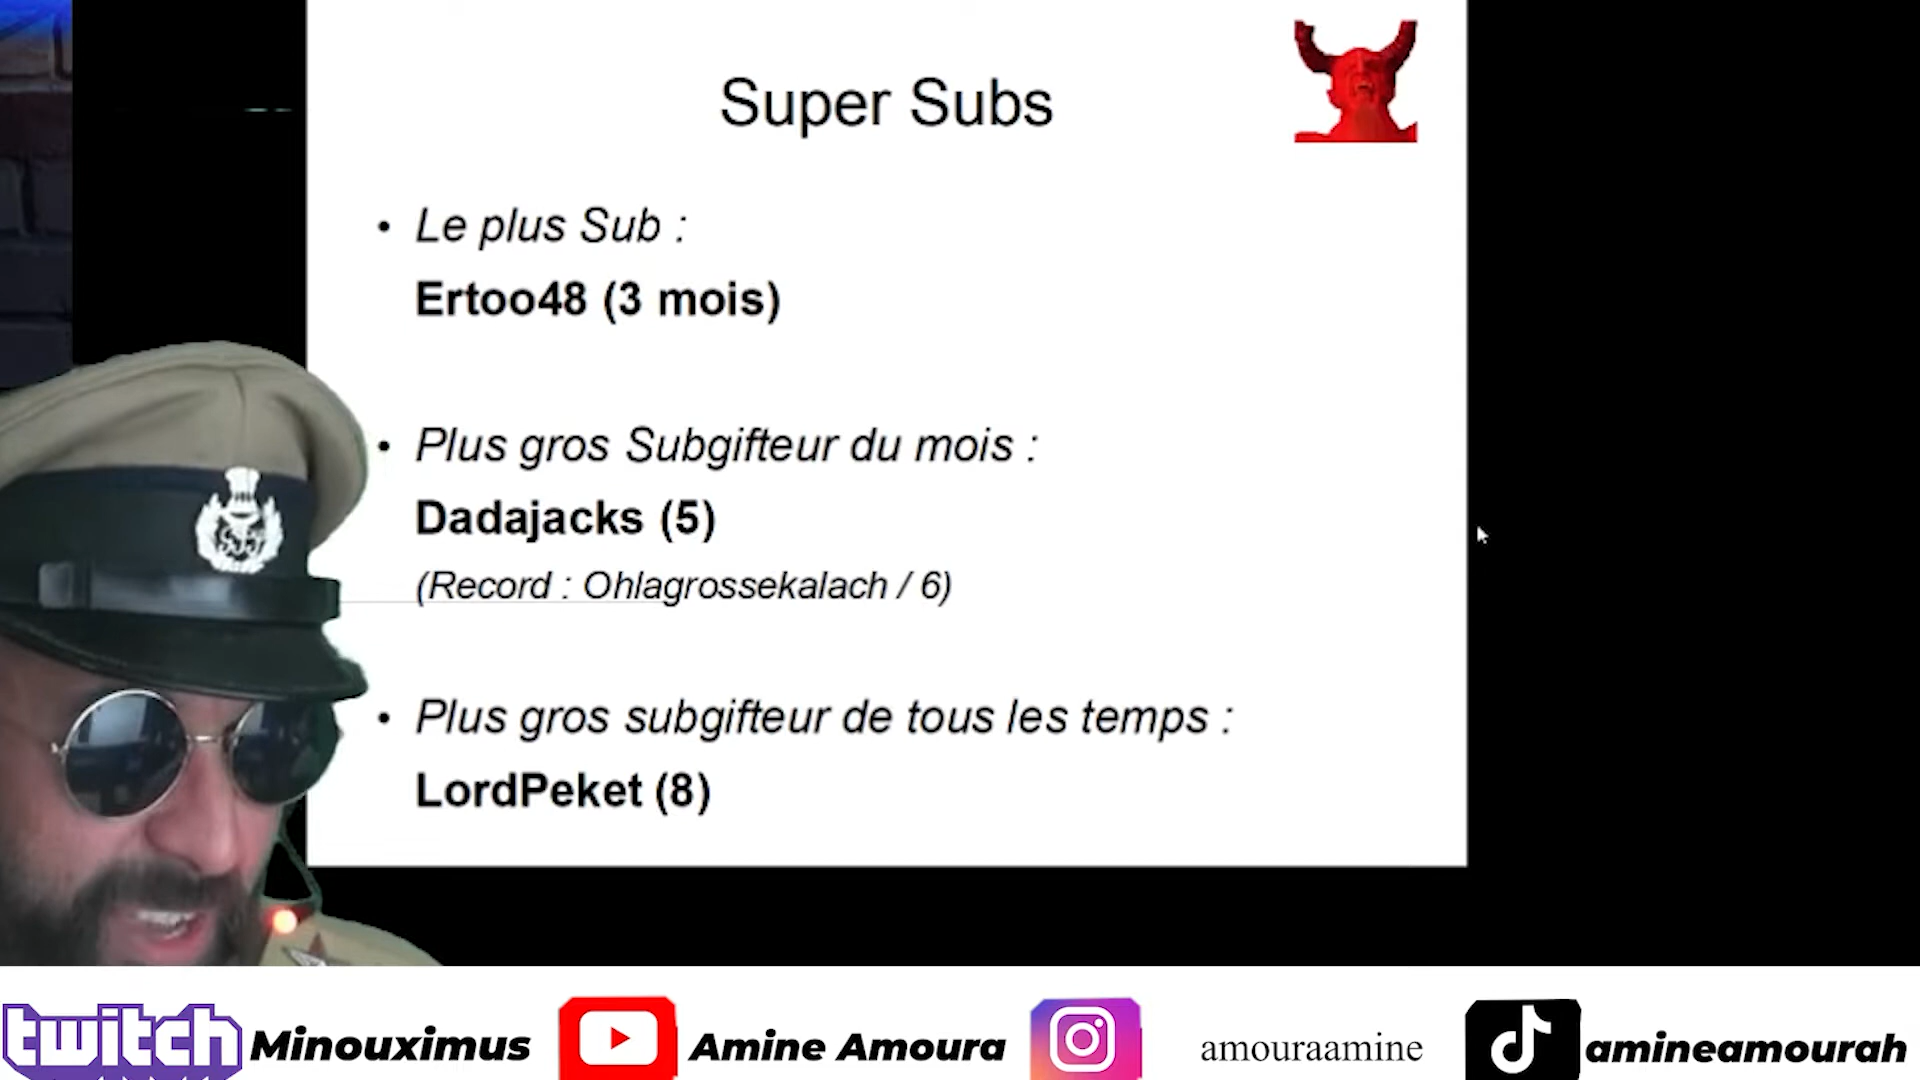 Super Subs
• Le plus Sub :
Ertoo48 (3 mois)
• Plus gros Subgifteur du mois :
Dadajacks (5)
(Record : Ohlagrossekalach / 6)
• Plus gros subgifteur de tous les temps :
LordPeket (8)
twitch Minouximus Amine Amoura amouraamine amineamourah